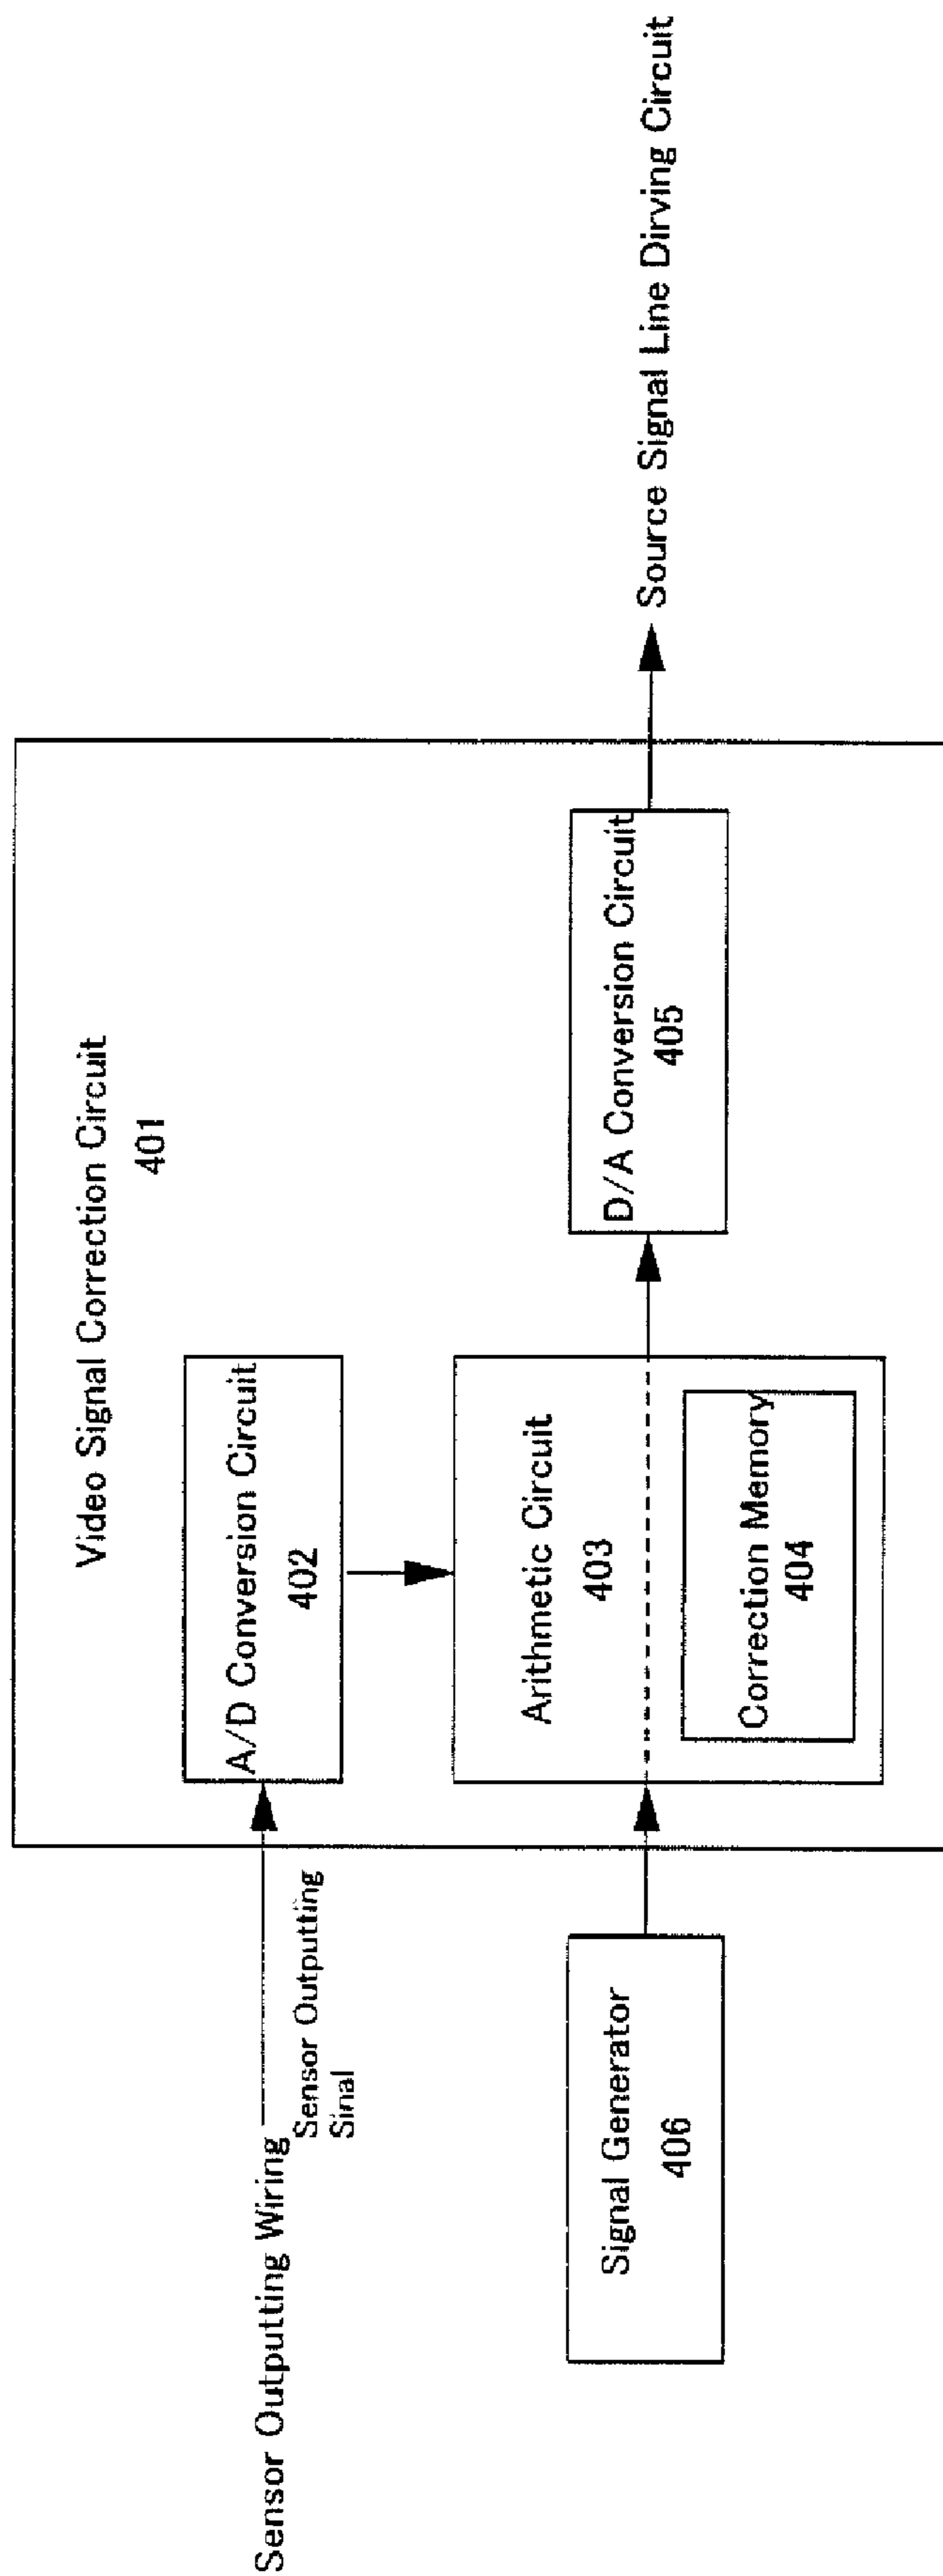 Video Signal Correction Circuit
401
Sensor Outputting Wiring
Sensor Outputting
Sinal
A/D Conversion Circuit
402
Arithmetic Circuit
403
Correction Memory
404
Signal Generator
406
D/A Conversion Circuit
405
Source Signal Line Dirving Circuit